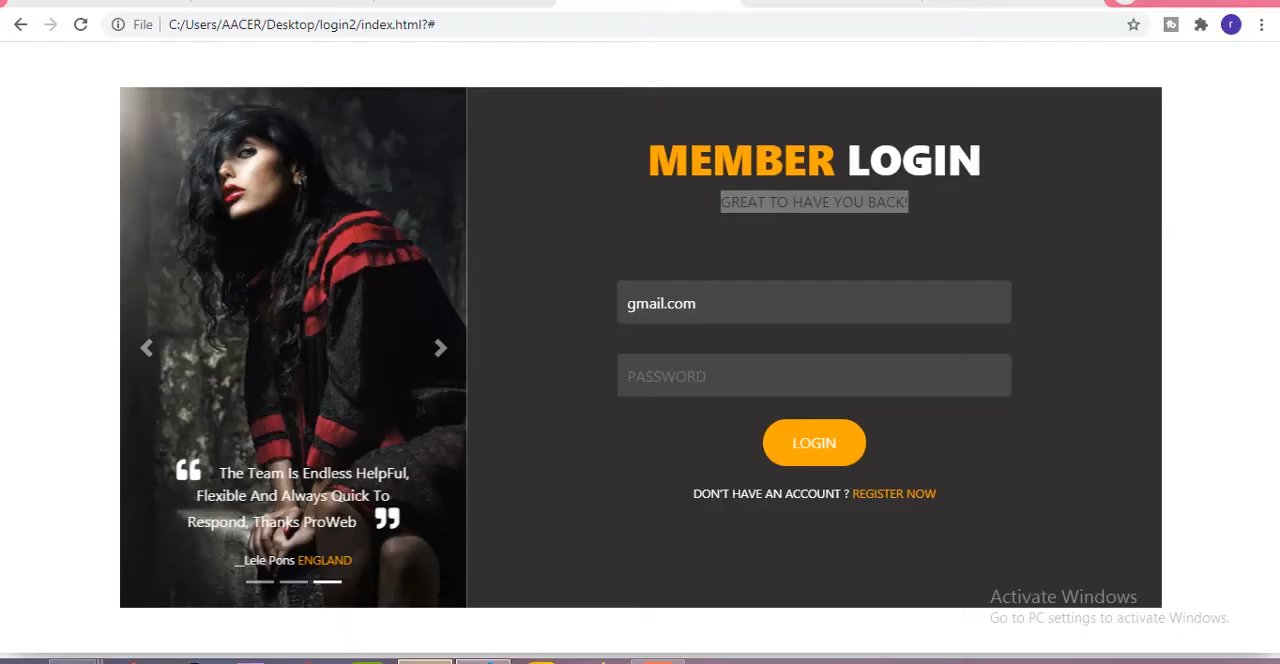 File
C:/Users/AACER/Desktop/login2/index.html?#
r
MEMBER LOGIN
GREAT TO HAVE YOU BACK!
gmail.com
PASSWORD
LOGIN
DON'T HAVE AN ACCOUNT ? REGISTER NOW
“ The Team Is Endless HelpFul,
Flexible And Always Quick To
Respond, Thanks ProWeb ”
__Lele Pons ENGLAND
Activate Windows
Go to PC settings to activate Windows.